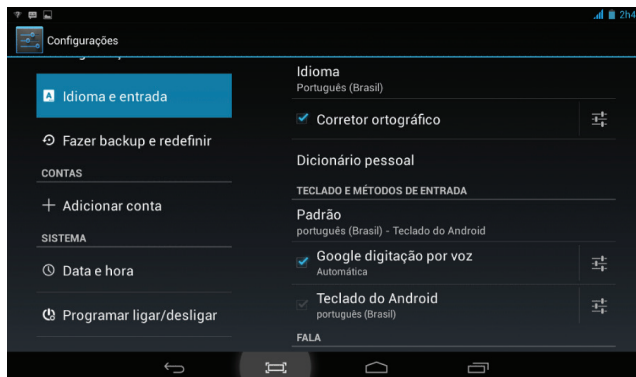 2h4
Configurações
Idioma e entrada
Fazer backup e redefinir
CONTAS
Adicionar conta
SISTEMA
Data e hora
Programar ligar/desligar
Idioma
Português (Brasil)
Corretor ortográfico
Dicionário pessoal
TECLADO E MÉTODOS DE ENTRADA
Padrão
português (Brasil) - Teclado do Android
Google digitação por voz
Automática
Teclado do Android
português (Brasil)
FALA